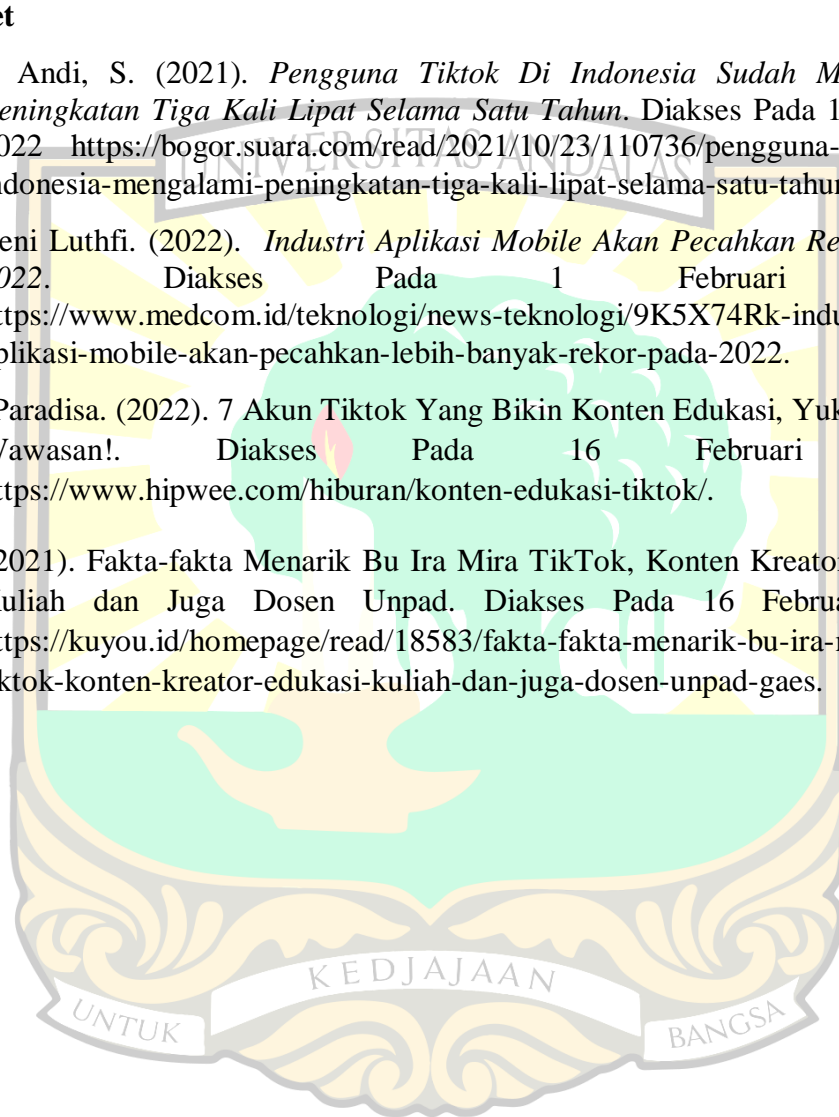 et
Andi, S. (2021). Pengguna Tiktok Di Indonesia Sudah M
eningkatan Tiga Kali Lipat Selama Satu Tahun. Diakses Pada 1
022 https://bogor.suara.com/read/2021/10/23/110736/pengguna-
ndonesia-mengalami-peningkatan-tiga-kali-lipat-selama-satu-tahun
eni Luthfi. (2022). Industri Aplikasi Mobile Akan Pecahkan Re
2022. Diakses Pada 1 Februari
ttps://www.medcom.id/teknologi/news-teknologi/9K5X74Rk-indu
plikasi-mobile-akan-pecahkan-lebih-banyak-rekor-pada-2022.
Paradisa. (2022). 7 Akun Tiktok Yang Bikin Konten Edukasi, Yuk
Wawasan!. Diakses Pada 16 Februari
ttps://www.hipwee.com/hiburan/konten-edukasi-tiktok/.
2021). Fakta-fakta Menarik Bu Ira Mira TikTok, Konten Kreator
uliah dan Juga Dosen Unpad. Diakses Pada 16 Februa
ttps://kuyou.id/homepage/read/18583/fakta-fakta-menarik-bu-ira-m
ktok-konten-kreator-edukasi-kuliah-dan-juga-dosen-unpad-gaes.
UNIVERSITAS ANDALAS
UNTUK KEDJAJAAN BANGSA